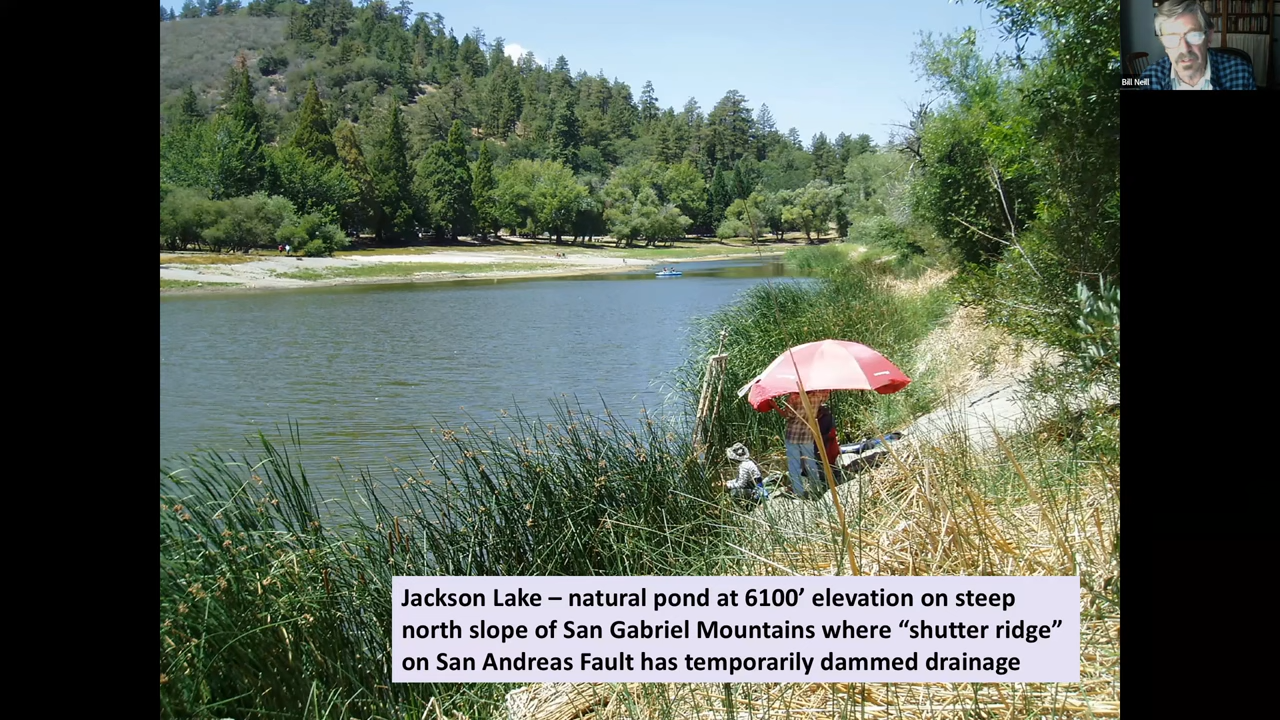 Bill Neill
Jackson Lake – natural pond at 6100’ elevation on steep
north slope of San Gabriel Mountains where “shutter ridge”
on San Andreas Fault has temporarily dammed drainage